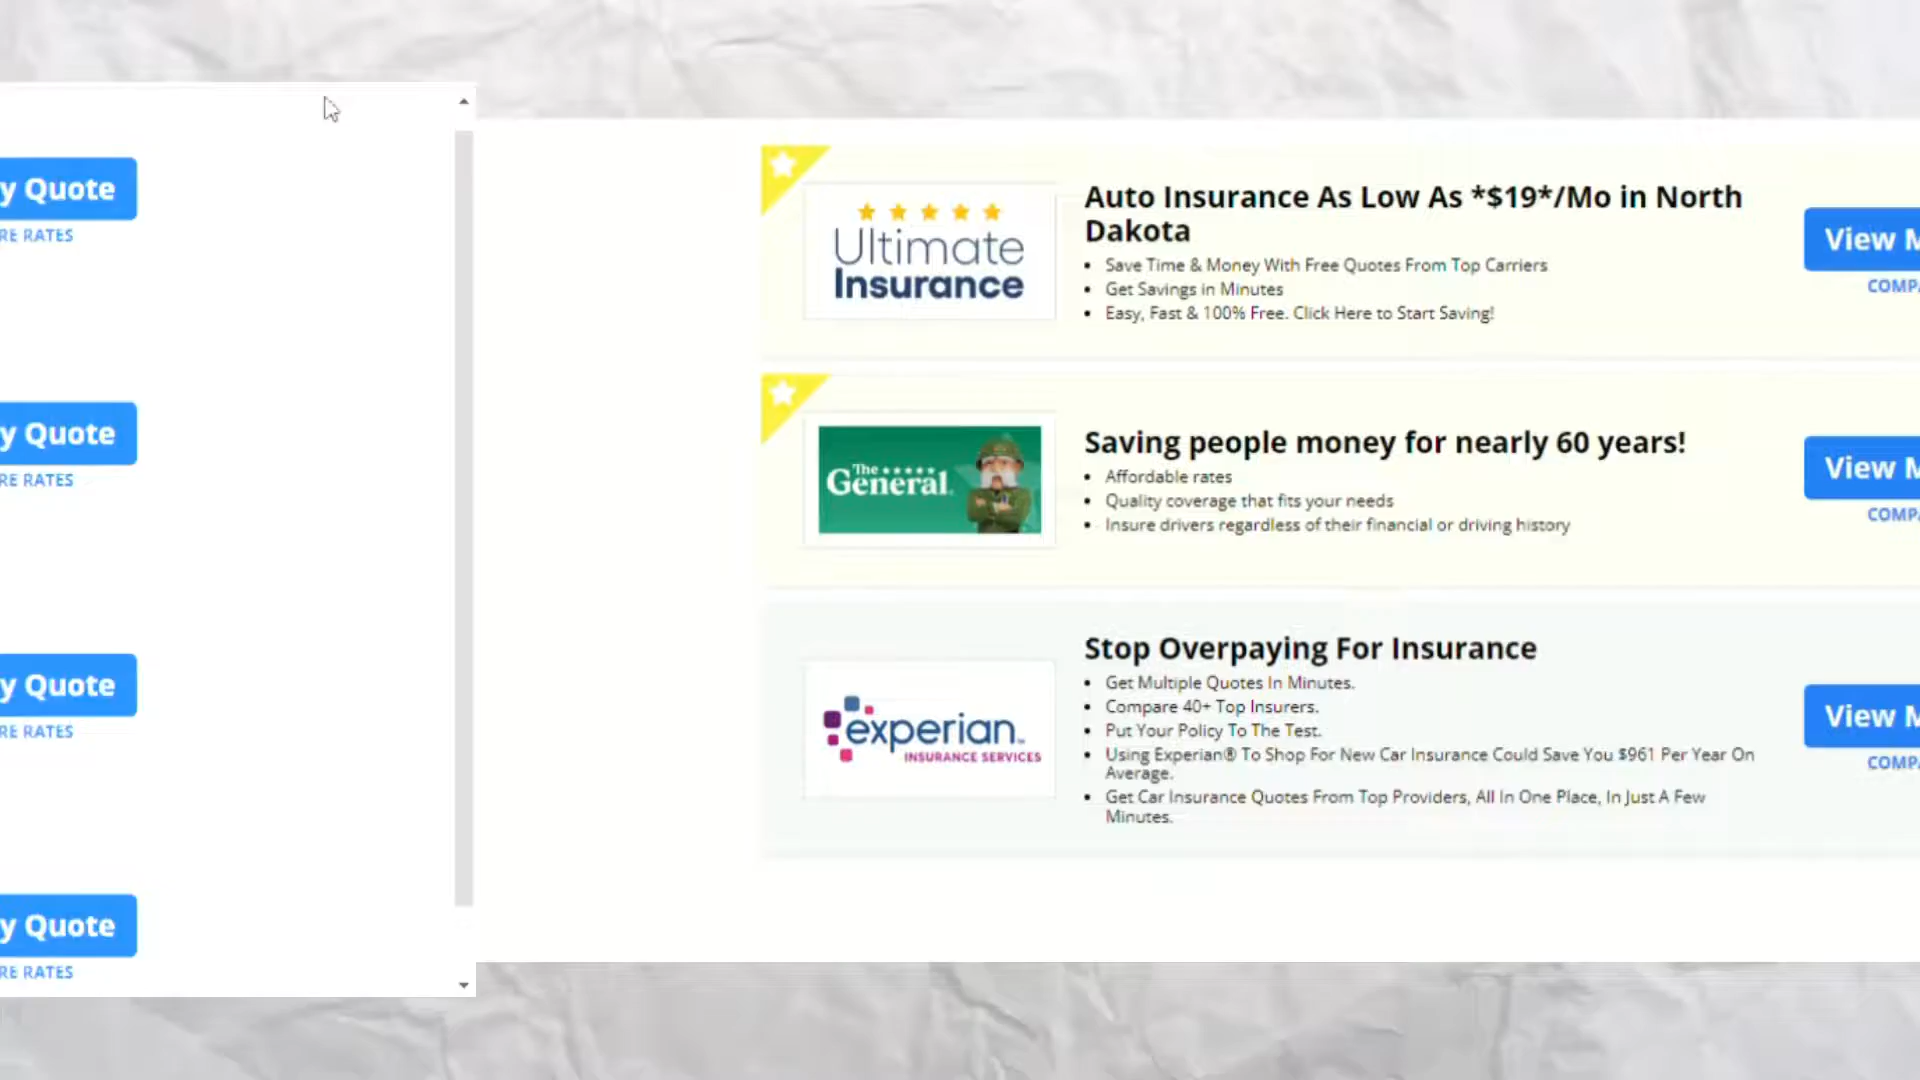 y Quote
RE RATES
y Quote
RE RATES
y Quote
RE RATES
y Quote
RE RATES
Ultimate
Insurance
Auto Insurance As Low As *$19*/Mo in North
Dakota
• Save Time & Money With Free Quotes From Top Carriers
• Get Savings in Minutes
• Easy, Fast & 100% Free. Click Here to Start Saving!
View M
COMPA
The
General
Saving people money for nearly 60 years!
• Affordable rates
• Quality coverage that fits your needs
• Insure drivers regardless of their financial or driving history
View M
COMPA
experian™
INSURANCE SERVICES
Stop Overpaying For Insurance
• Get Multiple Quotes In Minutes.
• Compare 40+ Top Insurers.
• Put Your Policy To The Test.
• Using Experian® To Shop For New Car Insurance Could Save You $961 Per Year On
Average.
• Get Car Insurance Quotes From Top Providers, All In One Place, In Just A Few
Minutes.
View M
COMPA